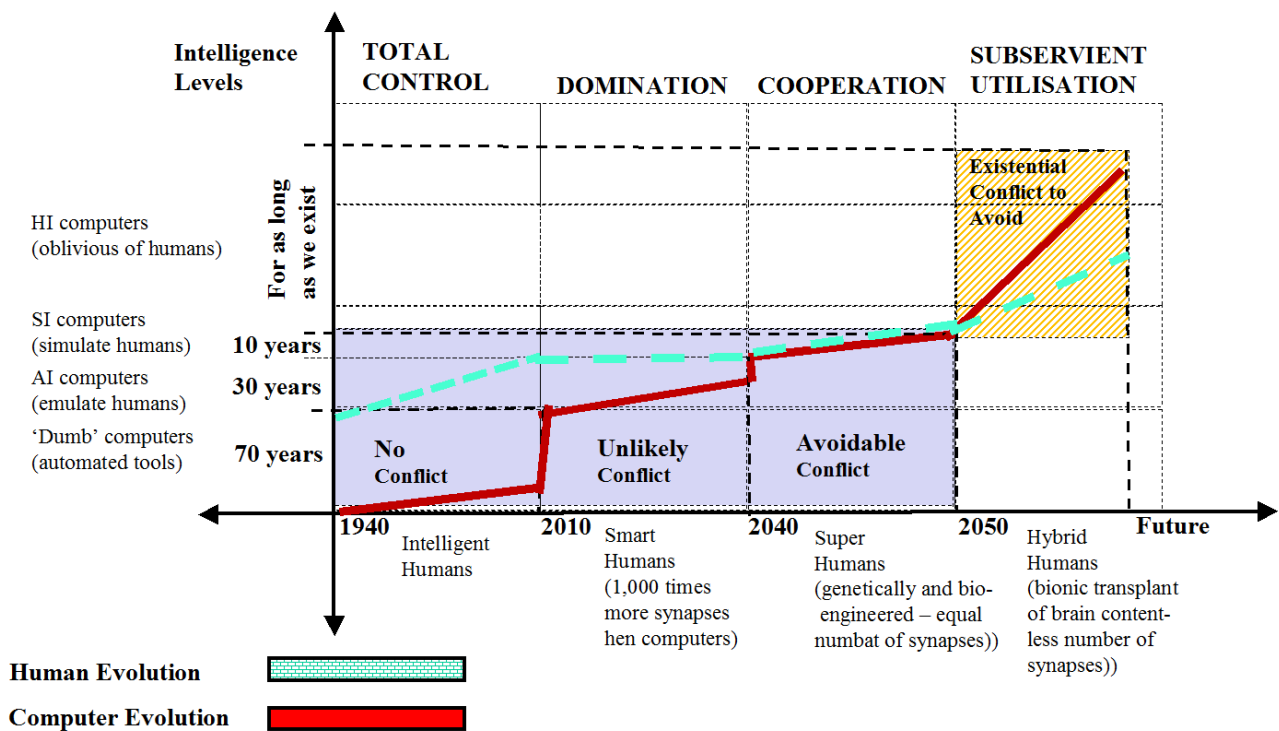 Intelligence
Levels
TOTAL
CONTROL
DOMINATION
COOPERATION
SUBSERVIENT
UTILISATION
HI computers
(oblivious of humans)
SI computers
(simulate humans)
AI computers
(emulate humans)
‘Dumb’ computers
(automated tools)
For as long
as we exist
10 years
30 years
70 years
Existential
Conflict to
Avoid
No
Conflict
Unlikely
Conflict
Avoidable
Conflict
1940
2010
2040
2050
Future
Intelligent
Humans
Smart
Humans
(1,000 times
more synapses
hen computers)
Super
Humans
(genetically and bio-
engineered – equal
numbat of synapses))
Hybrid
Humans
(bionic transplant
of brain content-
less number of
synapses))
Human Evolution
Computer Evolution